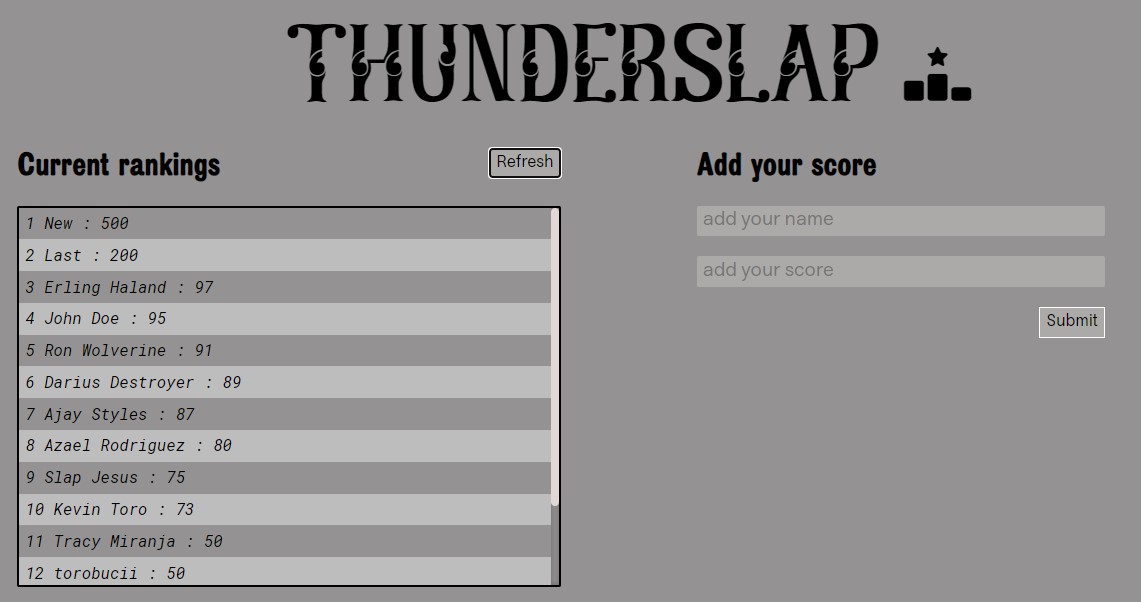 THUNDERSLAP
Current rankings
Refresh
1 New : 500
2 Last : 200
3 Erling Haland : 97
4 John Doe : 95
5 Ron Wolverine : 91
6 Darius Destroyer : 89
7 Ajay Styles : 87
8 Azael Rodriguez : 80
9 Slap Jesus : 75
10 Kevin Toro : 73
11 Tracy Miranja : 50
12 torobucii : 50
Add your score
add your name
add your score
Submit